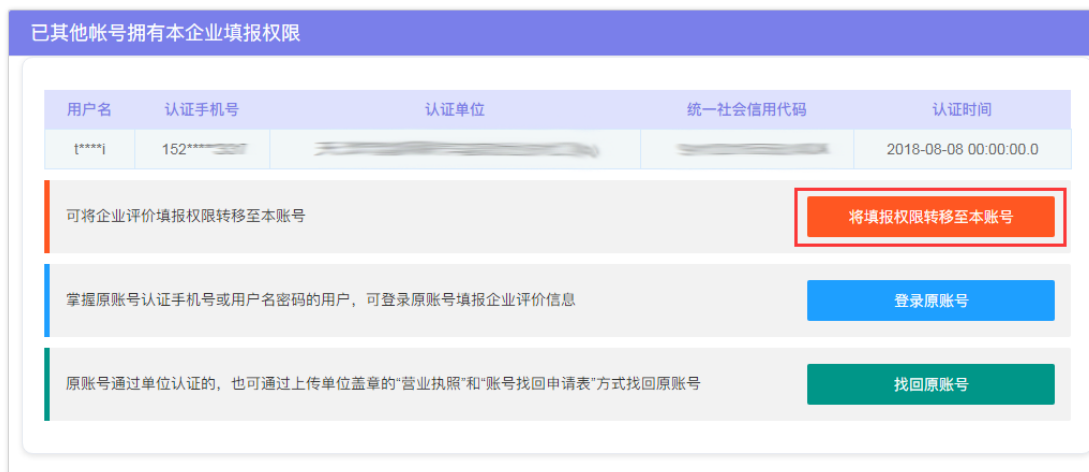 已其他帐号拥有本企业填报权限
用户名 认证手机号 认证单位 统一社会信用代码 认证时间
t****i 152**** 2018-08-08 00:00:00.0
可将企业评价填报权限转移至本账号 将填报权限转移至本账号
掌握原账号认证手机号或用户名密码的用户，可登录原账号填报企业评价信息 登录原账号
原账号通过单位认证的，也可通过上传单位盖章的“营业执照”和“账号找回申请表”方式找回原账号 找回原账号